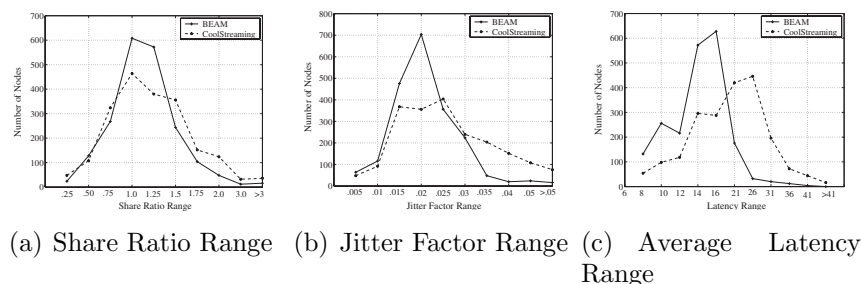 700
600
500
400
300
200
100
0
Number of Nodes
BEAM
CoolStreaming
.25 .50 .75 1.0 1.25 1.5 1.75 2.0 3.0 >3
Share Ratio Range
(a) Share Ratio Range
800
700
600
500
400
300
200
100
0
Number of Nodes
BEAM
CoolStreaming
.005 .01 .015 .02 .025 .03 .035 .04 .05 >.05
Jitter Factor Range
(b) Jitter Factor Range
700
600
500
400
300
200
100
0
Number of Nodes
BEAM
CoolStreaming
6 8 10 12 14 16 21 26 31 36 41 >41
Latency Range
(c) Average Latency
Range